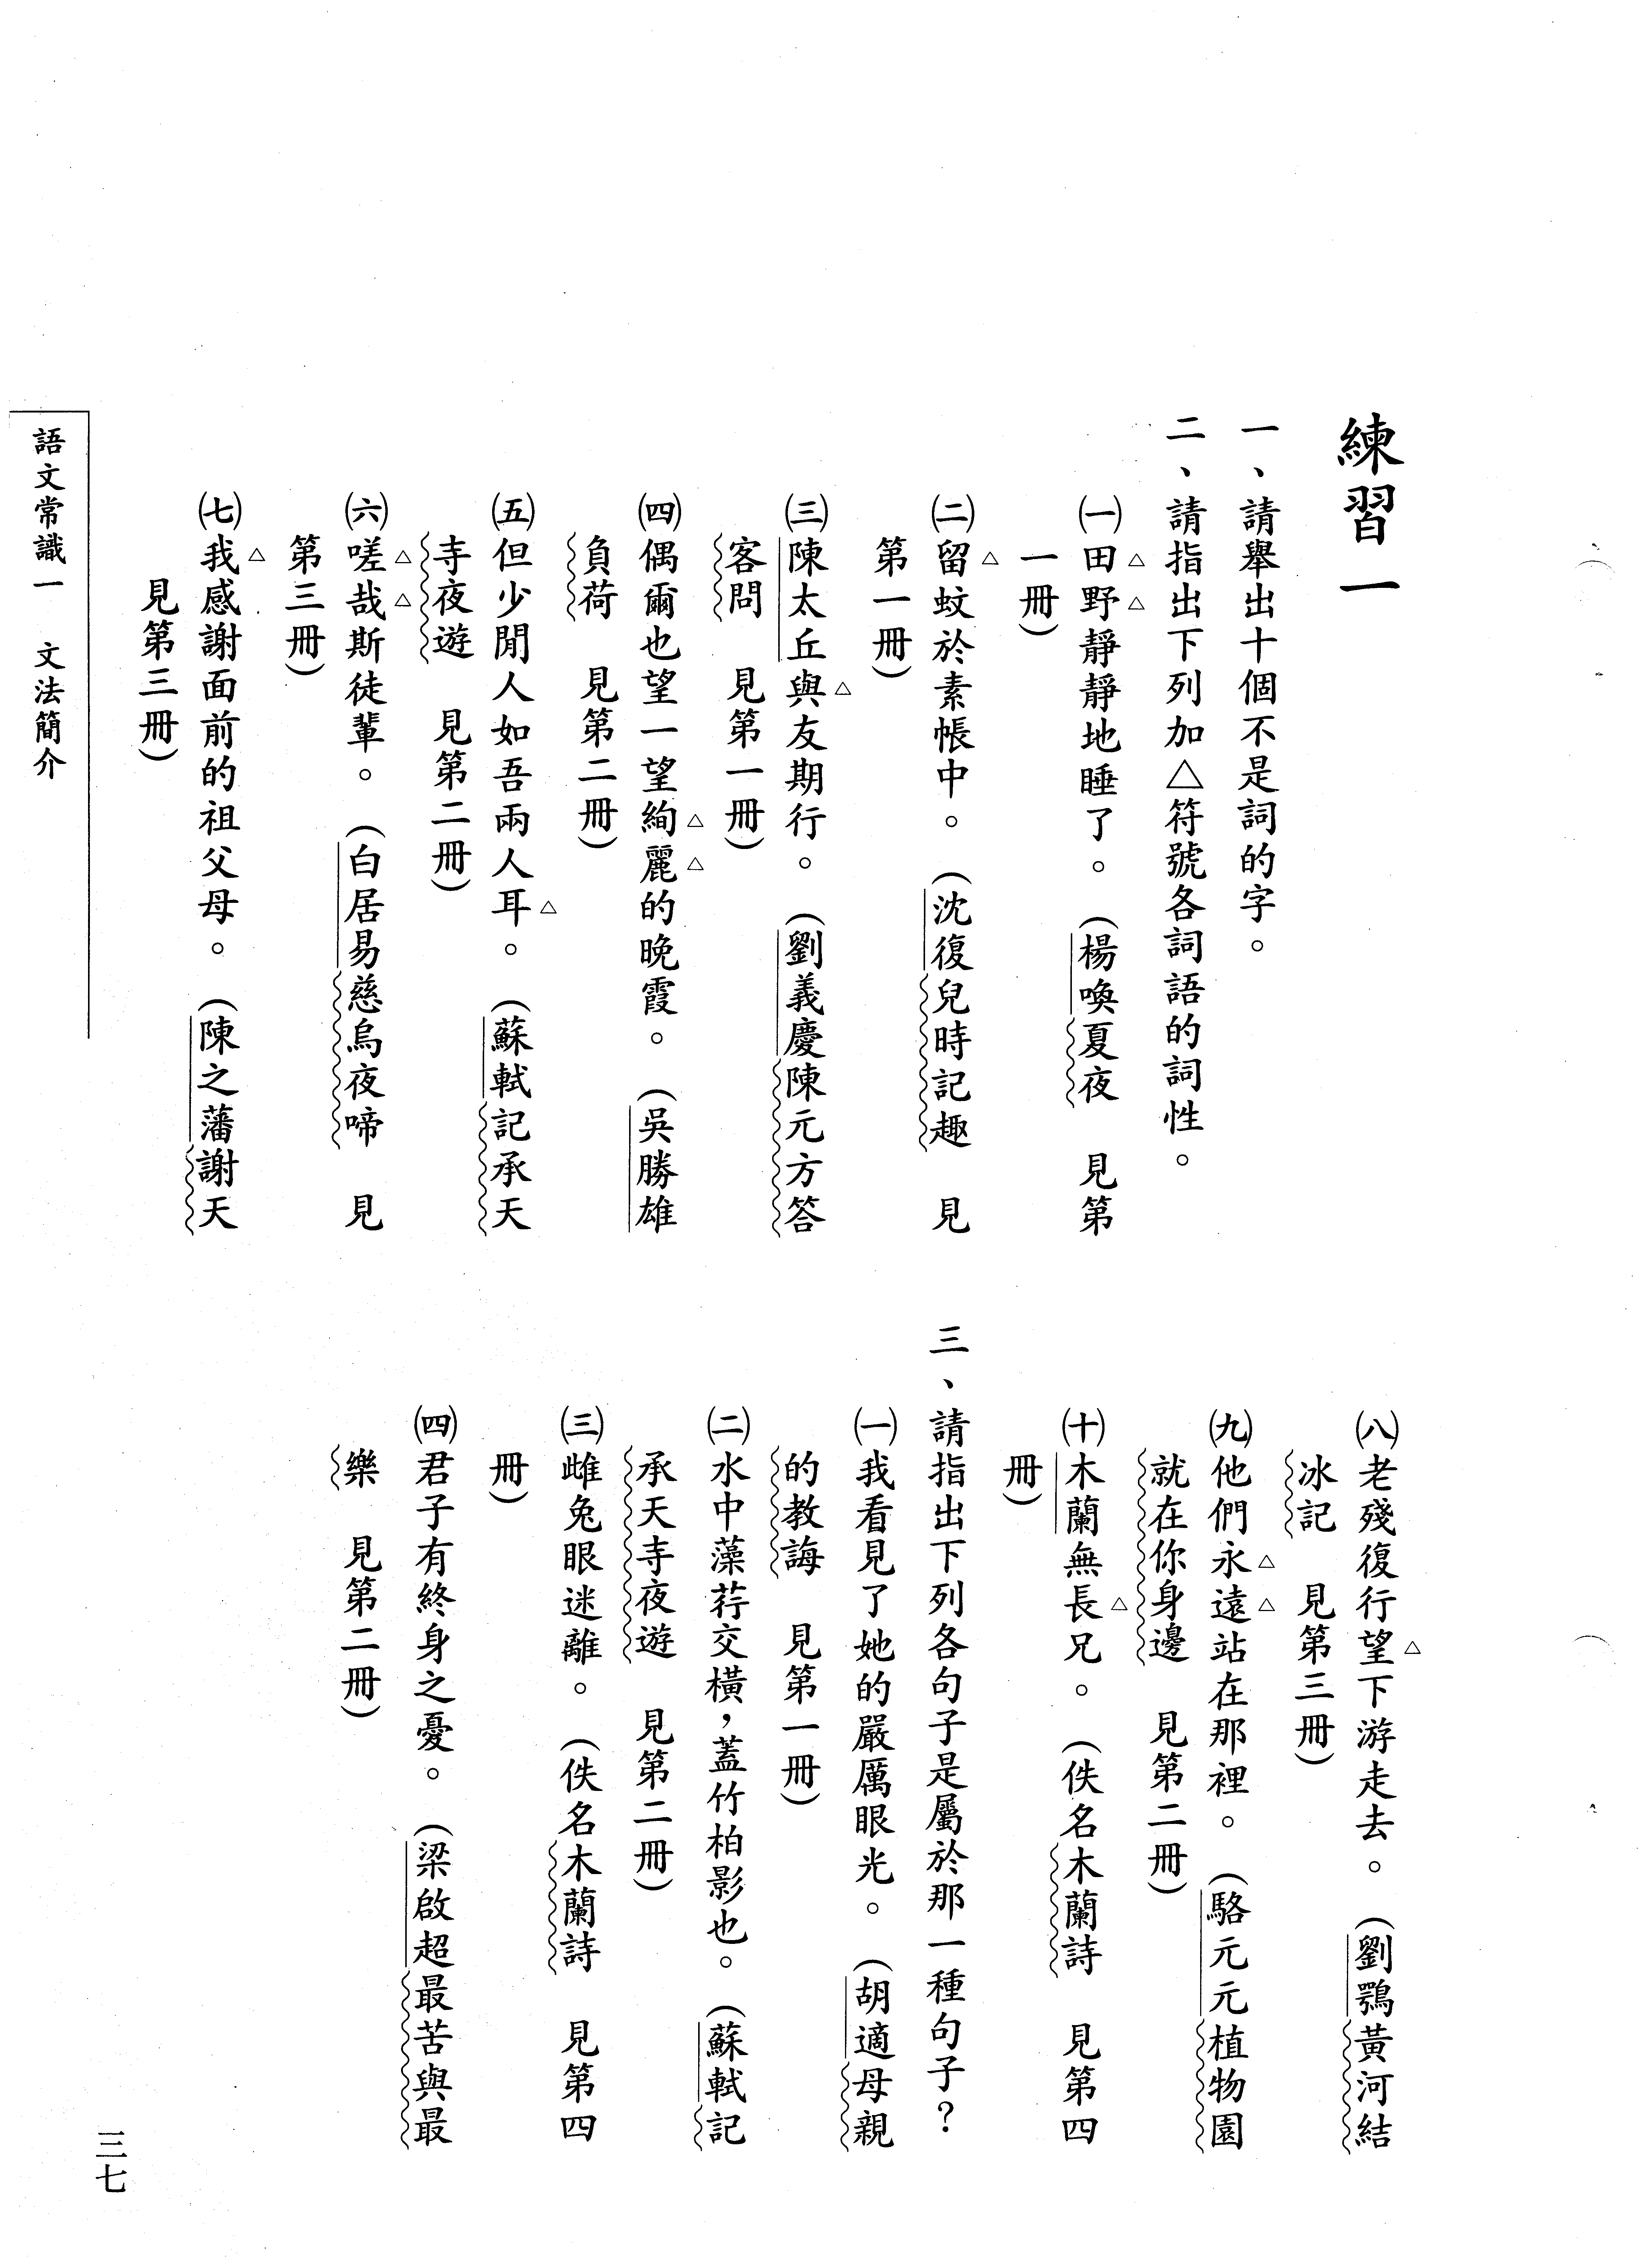 練習一
一、請舉出十個不是詞的字。
二、請指出下列加△符號各詞語的詞性。
㈠田野靜靜地睡了。(楊喚夏夜　見第
一冊)
㈡留蚊於素帳中。(沈復兒時記趣　見
第一冊)
㈢陳太丘與友期行。(劉義慶陳元方答
客問　見第一冊)
㈣偶爾也望一望絢麗的晚霞。(吳勝雄
負荷　見第二冊)
㈤但少閒人如吾兩人耳。(蘇軾記承天
寺夜遊　見第二冊)
㈥嗟哉斯徒輩。(白居易慈烏夜啼　見
第三冊)
㈦我感謝面前的祖父母。(陳之藩謝天
見第三冊)
㈧老殘復行望下游走去。(劉鶚黃河結
冰記　見第三冊)
㈨他們永遠站在那裡。(駱元元植物園
就在你身邊　見第二冊)
㈩木蘭無長兄。(佚名木蘭詩　見第四
冊)
三、請指出下列各句子是屬於那一種句子?
㈠我看見了她的嚴厲眼光。(胡適母親
的教誨　見第一冊)
㈡水中藻荇交橫，蓋竹柏影也。(蘇軾記
承天寺夜遊　見第二冊)
㈢雌兔眼迷離。(佚名木蘭詩　見第四
冊)
㈣君子有終身之憂。(梁啟超最苦與最
樂　見第二冊)
語文常識一　文法簡介
三七